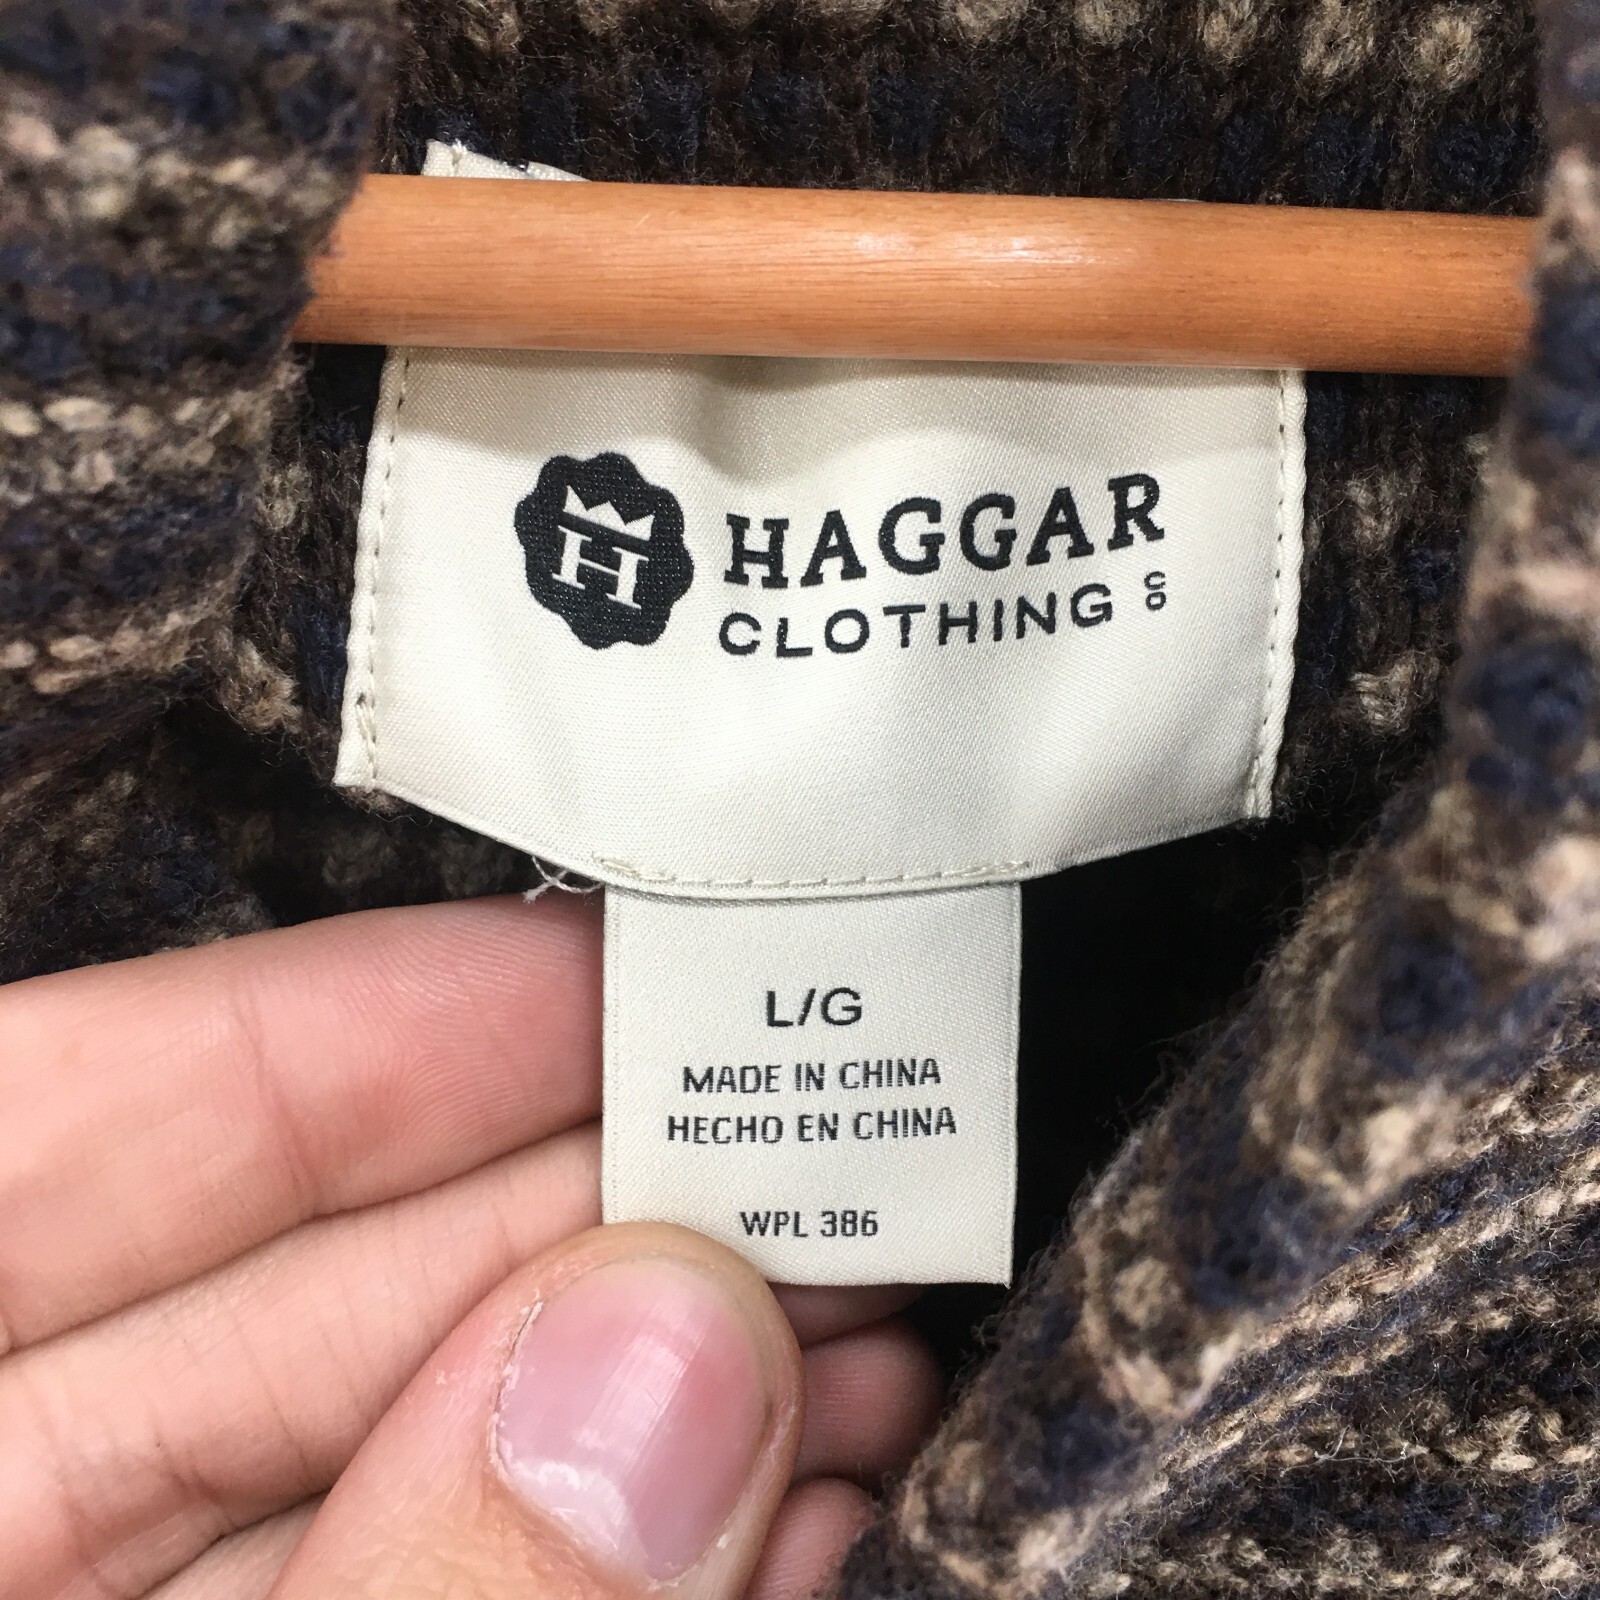 H
HAGGAR
CLOTHING CO
L/G
MADE IN CHINA
HECHO EN CHINA
WPL 386